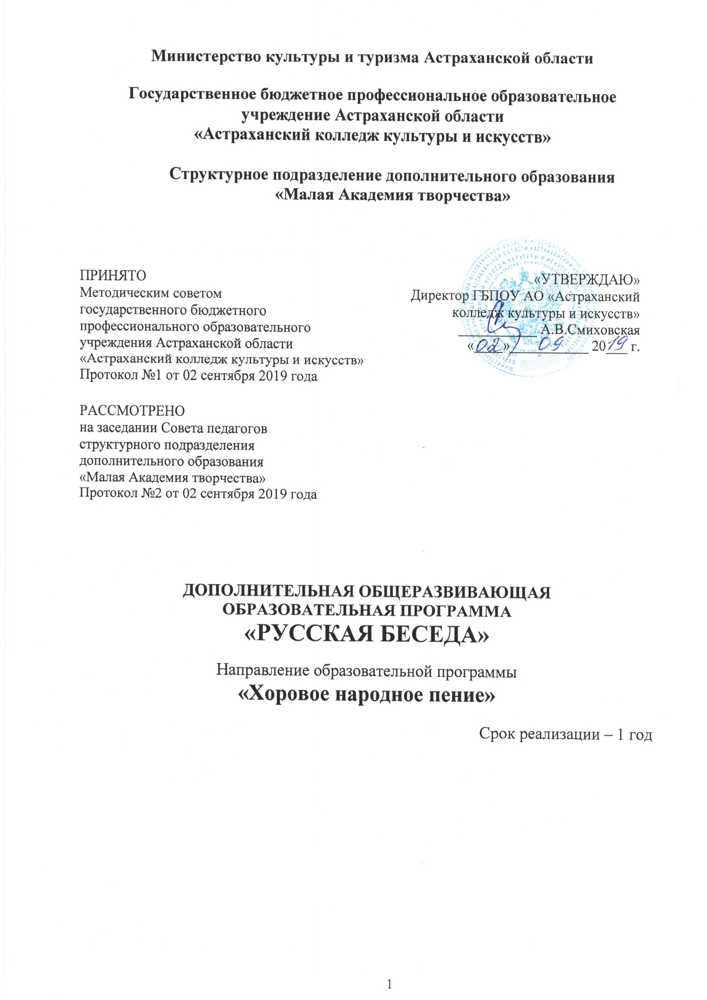 Министерство культуры и туризма Астраханской области
Государственное бюджетное профессиональное образовательное
учреждение Астраханской области
«Астраханский колледж культуры и искусств»
Структурное подразделение дополнительного образования
«Малая Академия творчества»
ПРИНЯТО
Методическим советом
государственного бюджетного
профессионального образовательного
учреждения Астраханской области
«Астраханский колледж культуры и искусств»
Протокол №1 от 02 сентября 2019 года
«УТВЕРЖДАЮ»
Директор ГБПОУ АО «Астраханский
колледж культуры и искусств»
____________ А.В.Смиховская
«02» 09 2019 г.
РАССМОТРЕНО
на заседании Совета педагогов
структурного подразделения
дополнительного образования
«Малая Академия творчества»
Протокол №2 от 02 сентября 2019 года
ДОПОЛНИТЕЛЬНАЯ ОБЩЕРАЗВИВАЮЩАЯ
ОБРАЗОВАТЕЛЬНАЯ ПРОГРАММА
«РУССКАЯ БЕСЕДА»
Направление образовательной программы
«Хоровое народное пение»
Срок реализации – 1 год
1